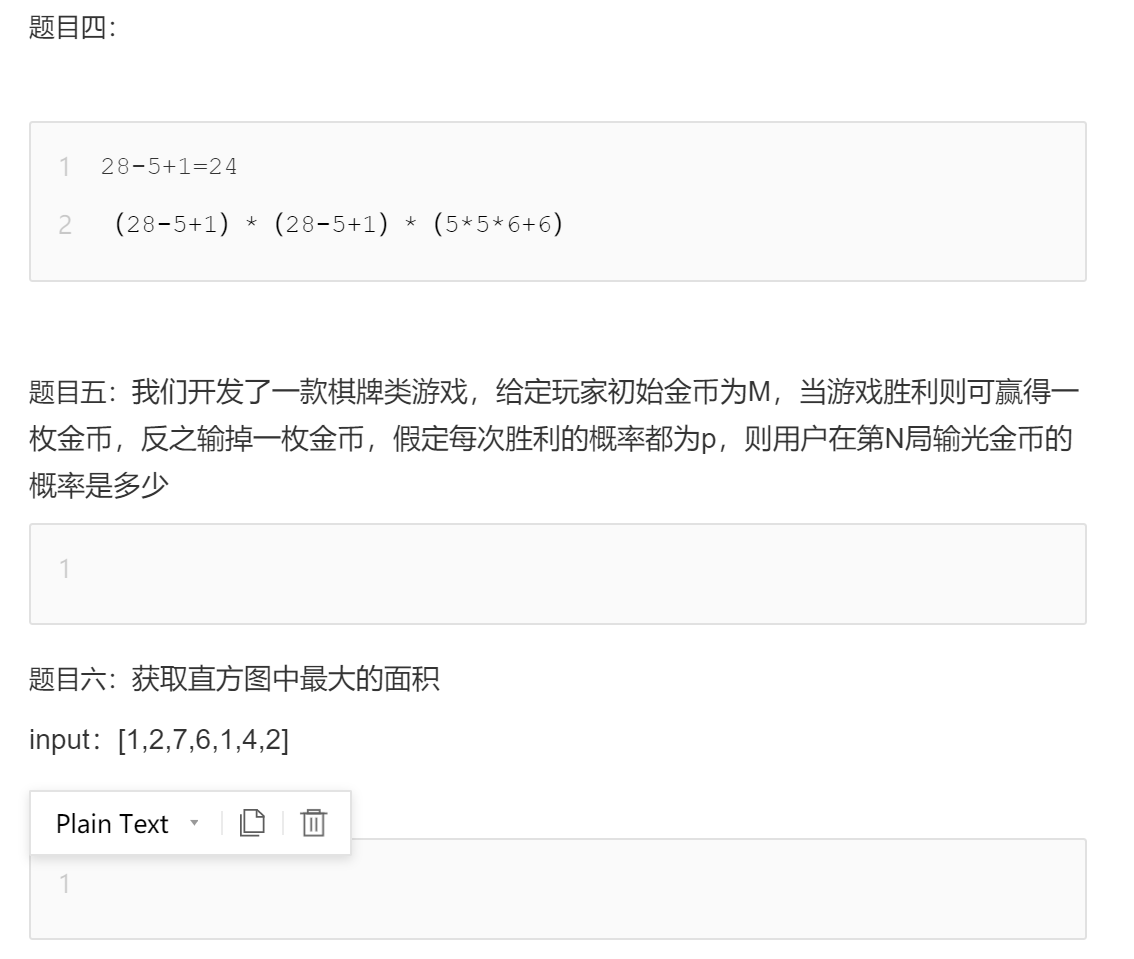 题目四：
1 28-5+1=24
2 (28-5+1) * (28-5+1) * (5*5*6+6)
题目五：我们开发了一款棋牌类游戏，给定玩家初始金币为M，当游戏胜利则可赢得一
枚金币，反之输掉一枚金币，假定每次胜利的概率都为p，则用户在第N局输光金币的
概率是多少
1
题目六：获取直方图中最大的面积
input：[1,2,7,6,1,4,2]
Plain Text
1